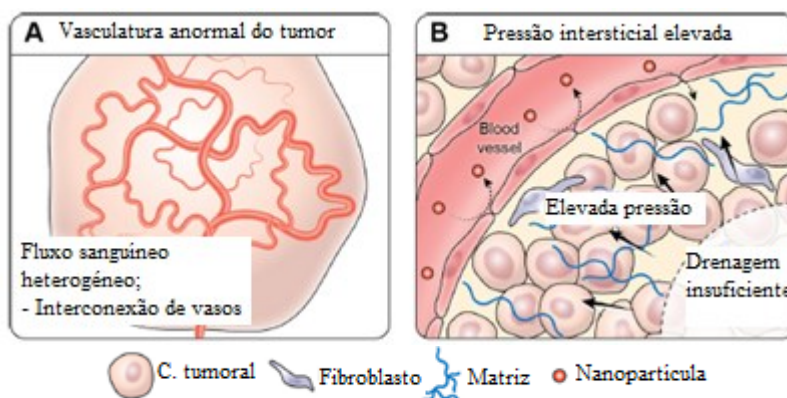 A Vasculatura anormal do tumor
Fluxo sanguíneo
heterogéneo;
- Interconexão de vasos
B Pressão intersticial elevada
Blood
vessel
Elevada pressão
Drenagem
insuficiente
C. tumoral
Fibroblasto
Matriz
Nanopartícula